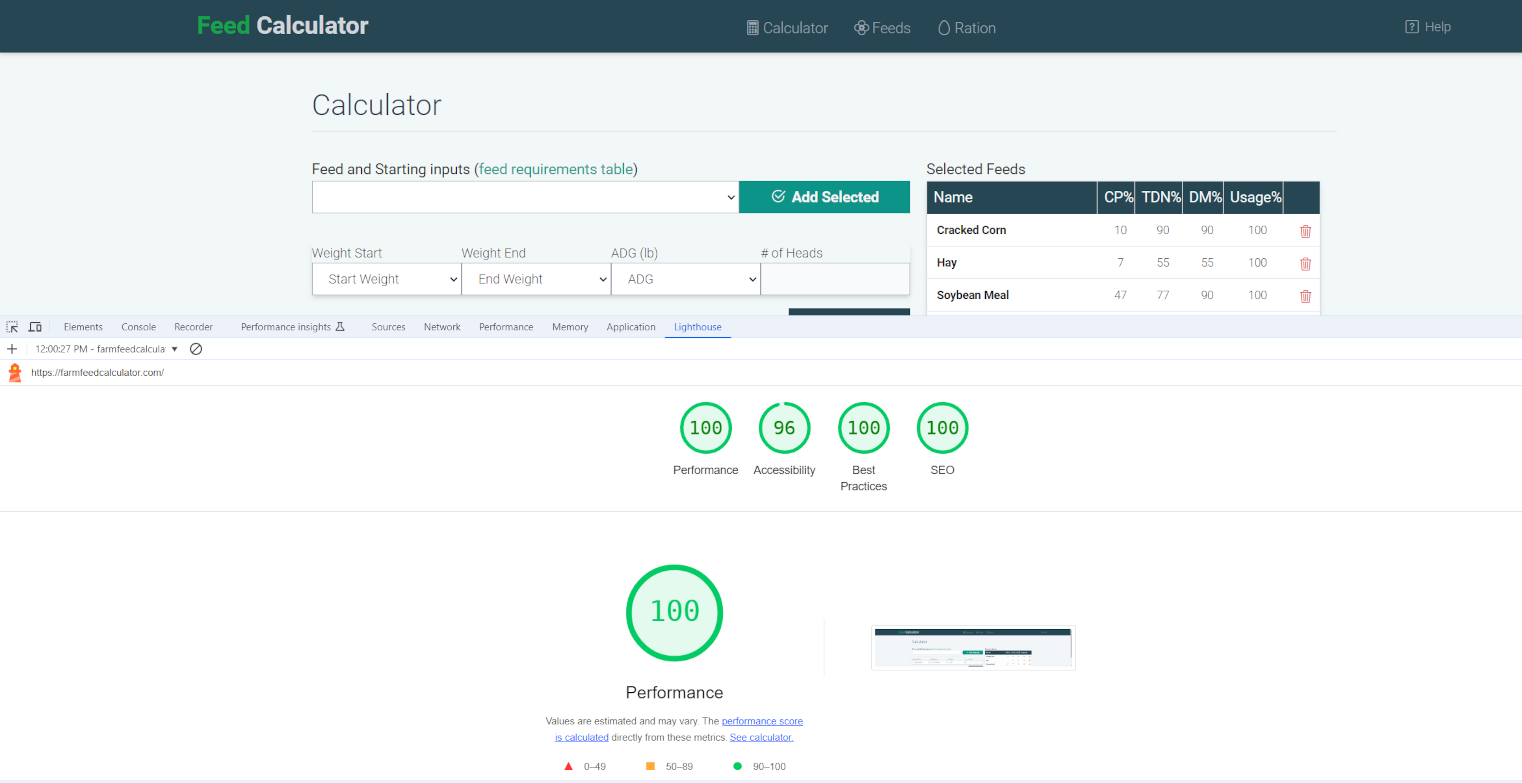 Feed Calculator
Calculator
Feeds
Ration
? Help
Calculator
Feed and Starting inputs (feed requirements table)
Add Selected
Weight Start Weight End ADG (lb) # of Heads
Start Weight End Weight ADG
Selected Feeds
Name CP% TDN% DM% Usage%
Cracked Corn 10 90 90 100
Hay 7 55 55 100
Soybean Meal 47 77 90 100
Elements Console Recorder Performance insights Sources Network Performance Memory Application Lighthouse
12:00:27 PM - farmfeedcalcula
https://farmfeedcalculator.com/
100 96 100 100
Performance Accessibility Best SEO
Practices
100
Performance
Values are estimated and may vary. The performance score
is calculated directly from these metrics. See calculator.
0–49 50–89 90–100